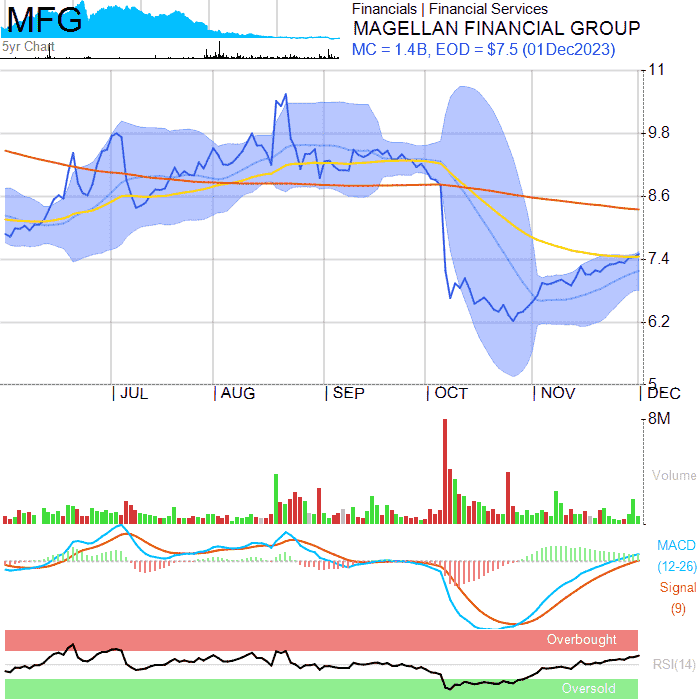 MFG
5yr Chart
Financials | Financial Services
MAGELLAN FINANCIAL GROUP
MC = 1.4B, EOD = $7.5 (01Dec2023)
11
9.8
8.6
7.4
6.2
5
JUL AUG SEP OCT NOV DEC
8M
Volume
MACD
(12-26)
Signal
(9)
Overbought
RSI(14)
Oversold